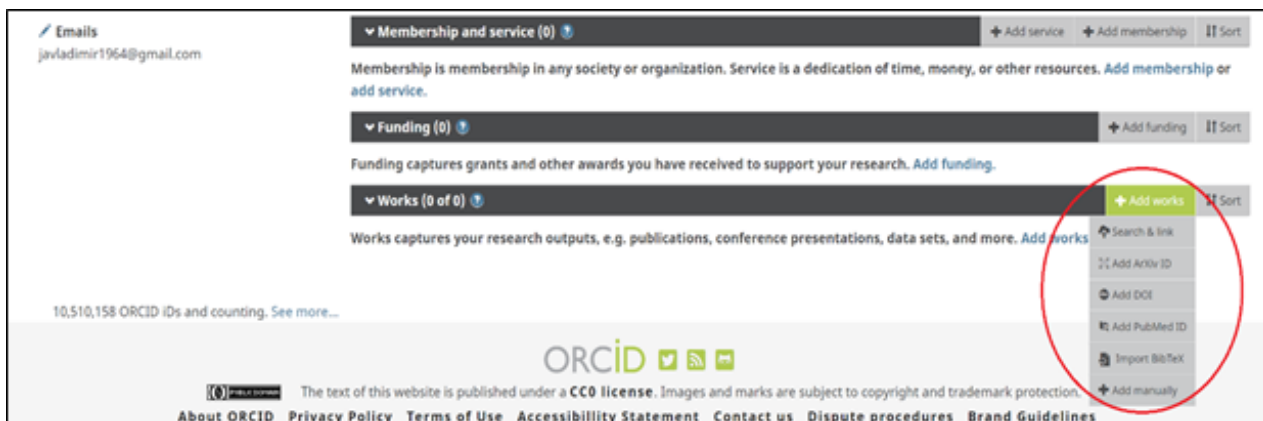 Emails
javladimir1964@gmail.com
Membership and service (0) ?
Add service
Add membership
Sort
Membership is membership in any society or organization. Service is a dedication of time, money, or other resources. Add membership or
add service.
Funding (0) ?
Add funding
Sort
Funding captures grants and other awards you have received to support your research. Add funding.
Works (0 of 0) ?
Add works
Sort
Works captures your research outputs, e.g. publications, conference presentations, data sets, and more. Add works
Search & link
Add ArXiv ID
Add DOI
Add PubMed ID
Import BibTeX
Add manually
10,510,158 ORCID iDs and counting. See more...
ORCID
PUBLIC DOMAIN
The text of this website is published under a CC0 license. Images and marks are subject to copyright and trademark protection.
About ORCID Privacy Policy Terms of Use Accessibillity Statement Contact us Dispute procedures Brand Guidelines